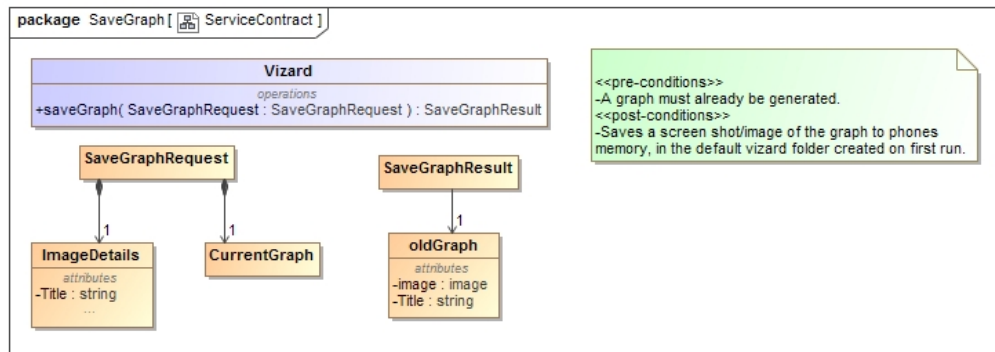 package SaveGraph [ ServiceContract ]
Vizard
operations
+saveGraph( SaveGraphRequest : SaveGraphRequest ) : SaveGraphResult
<<pre-conditions>>
-A graph must already be generated.
<<post-conditions>>
-Saves a screen shot/image of the graph to phones
memory, in the default vizard folder created on first run.
SaveGraphRequest
SaveGraphResult
1
1
1
ImageDetails
attributes
-Title : string
...
CurrentGraph
oldGraph
attributes
-image : image
-Title : string